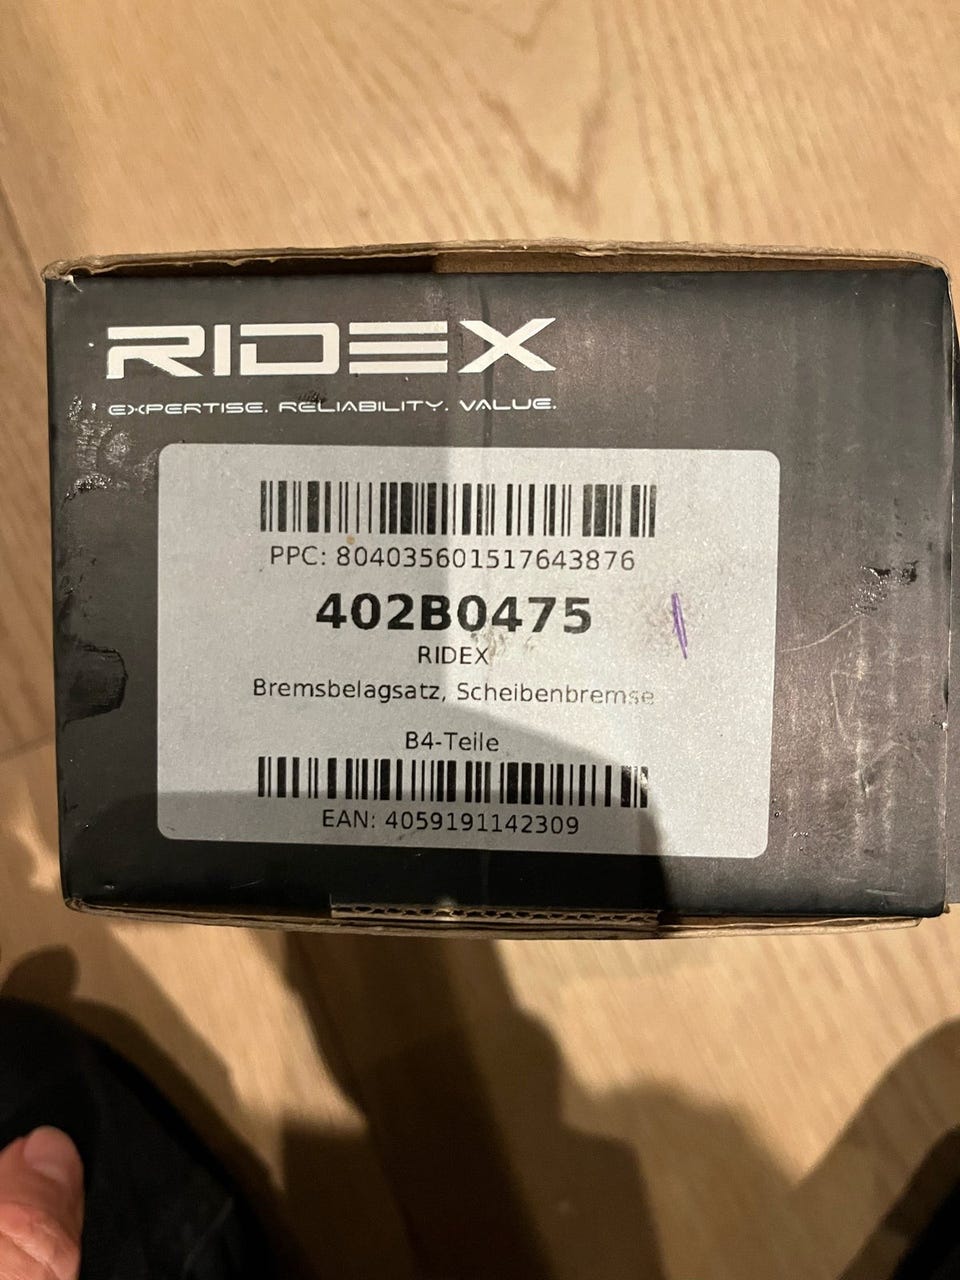 RIDEX
EXPERTISE. RELIABILITY. VALUE.
PPC: 804035601517643876
402B0475
RIDEX
Bremsbelagsatz, Scheibenbremse
B4-Teile
EAN: 4059191142309